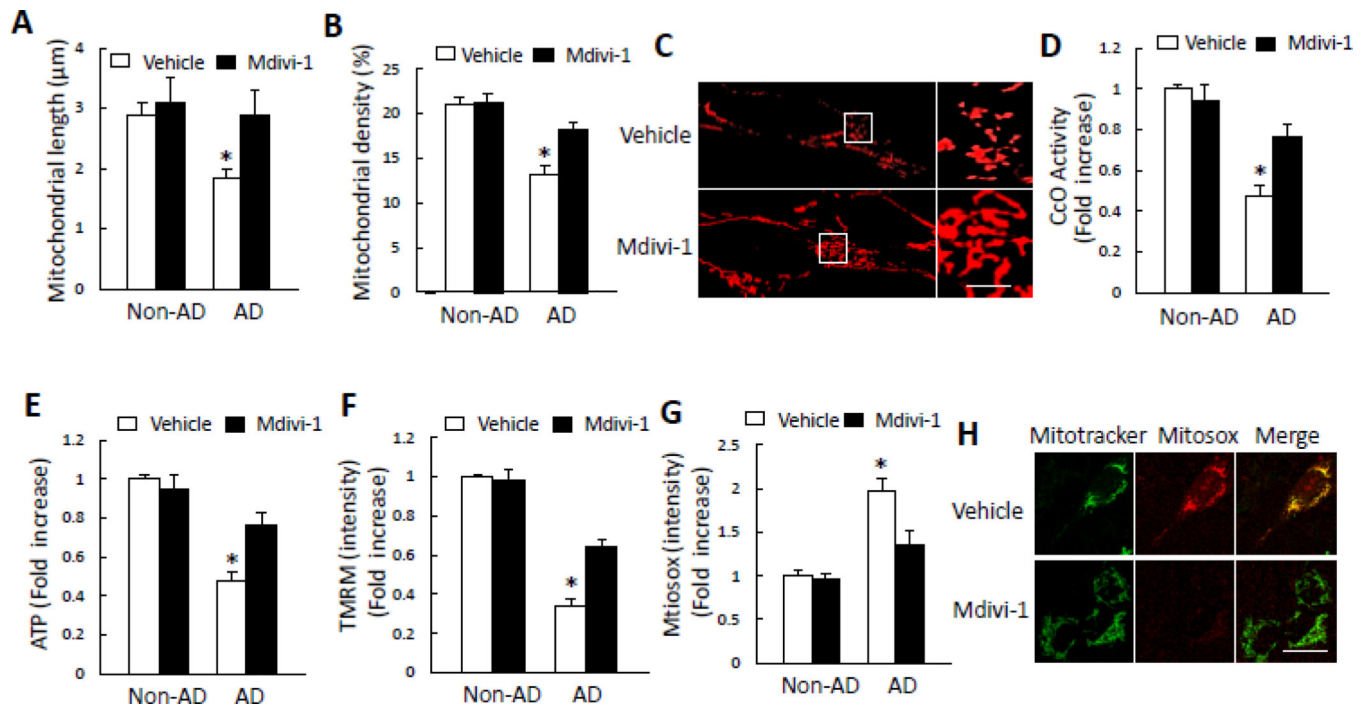 A
Vehicle Mdivi-1
Mitochondrial length (µm)
4
3
2
1
0
*
Non-AD AD
B
Vehicle Mdivi-1
Mitochondrial density (%)
25
20
15
10
5
0
*
Non-AD AD
C
Vehicle
Mdivi-1
D
Vehicle Mdivi-1
CcO Activity
(Fold increase)
1.2
1
0.8
0.6
0.4
0.2
0
*
Non-AD AD
E
Vehicle Mdivi-1
ATP (Fold increase)
1.2
1
0.8
0.6
0.4
0.2
0
*
Non-AD AD
F
Vehicle Mdivi-1
TMRM (intensity)
(Fold increase)
1.2
1
0.8
0.6
0.4
0.2
0
*
Non-AD AD
G
Vehicle Mdivi-1
Mtiosox (intensity)
(Fold increase)
2.5
2
1.5
1
0.5
0
*
Non-AD AD
H
Mitotracker Mitosox Merge
Vehicle
Mdivi-1